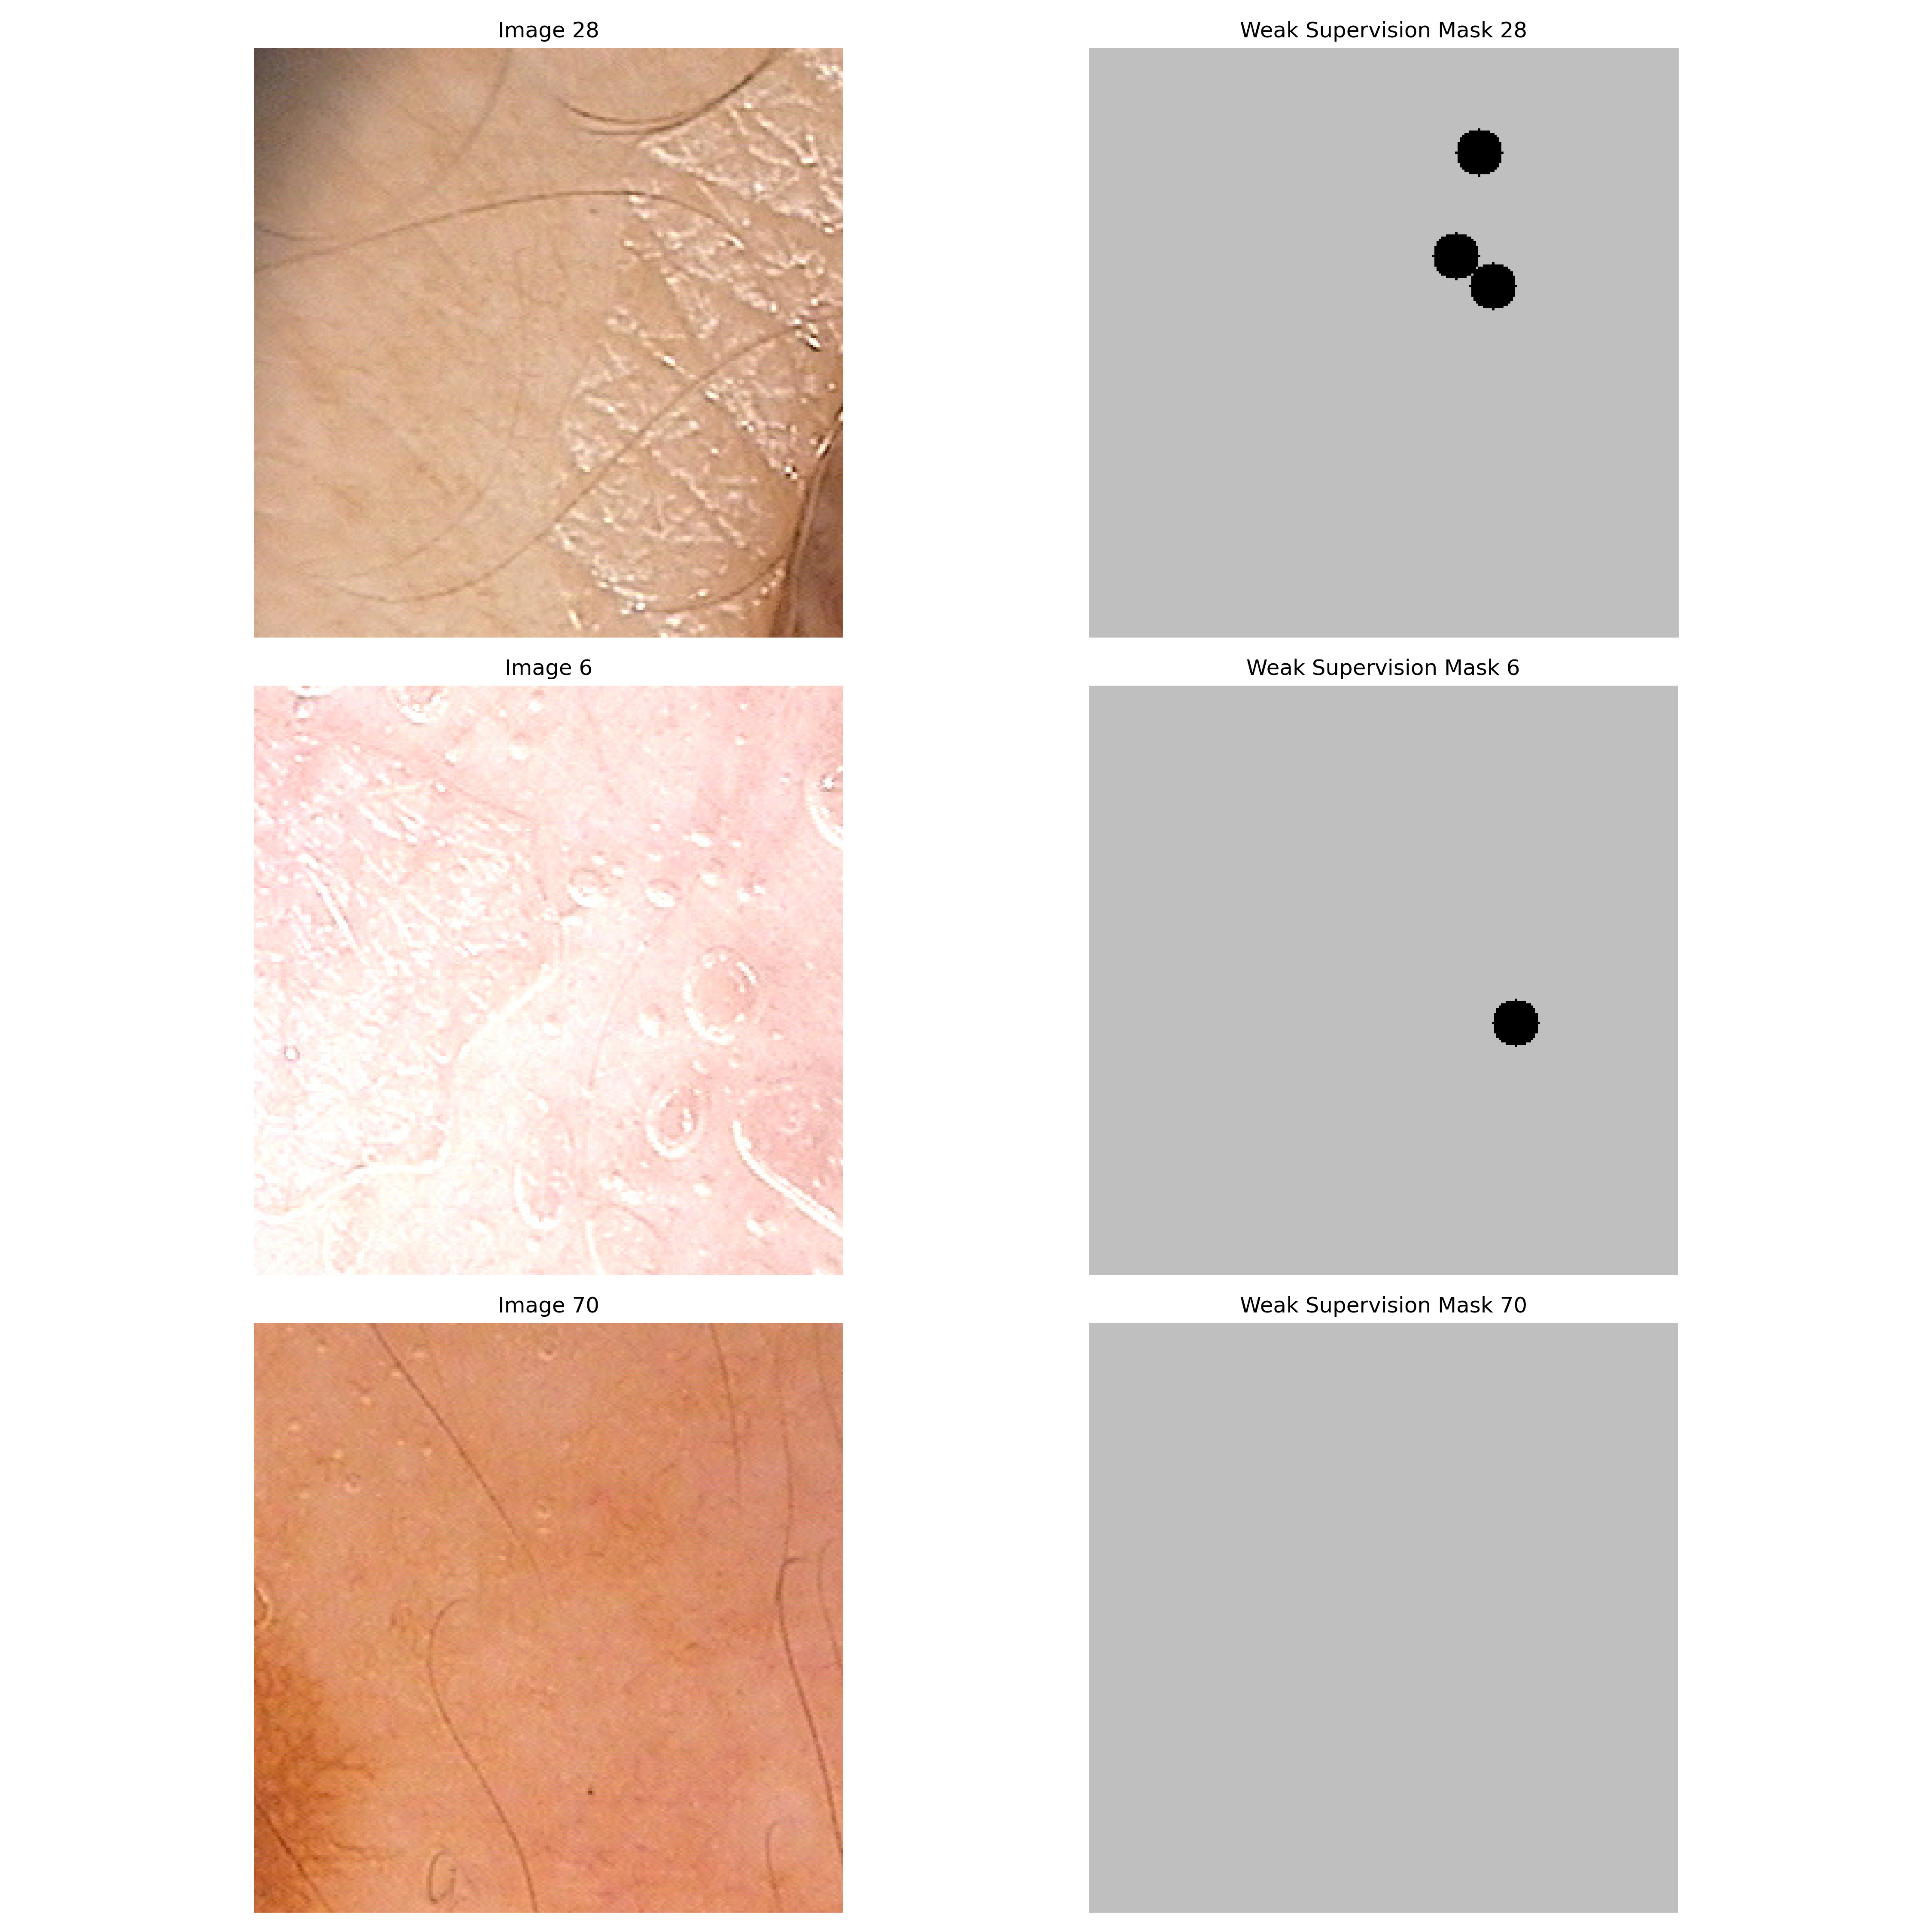 Image 28
Weak Supervision Mask 28
Image 6
Weak Supervision Mask 6
Image 70
Weak Supervision Mask 70